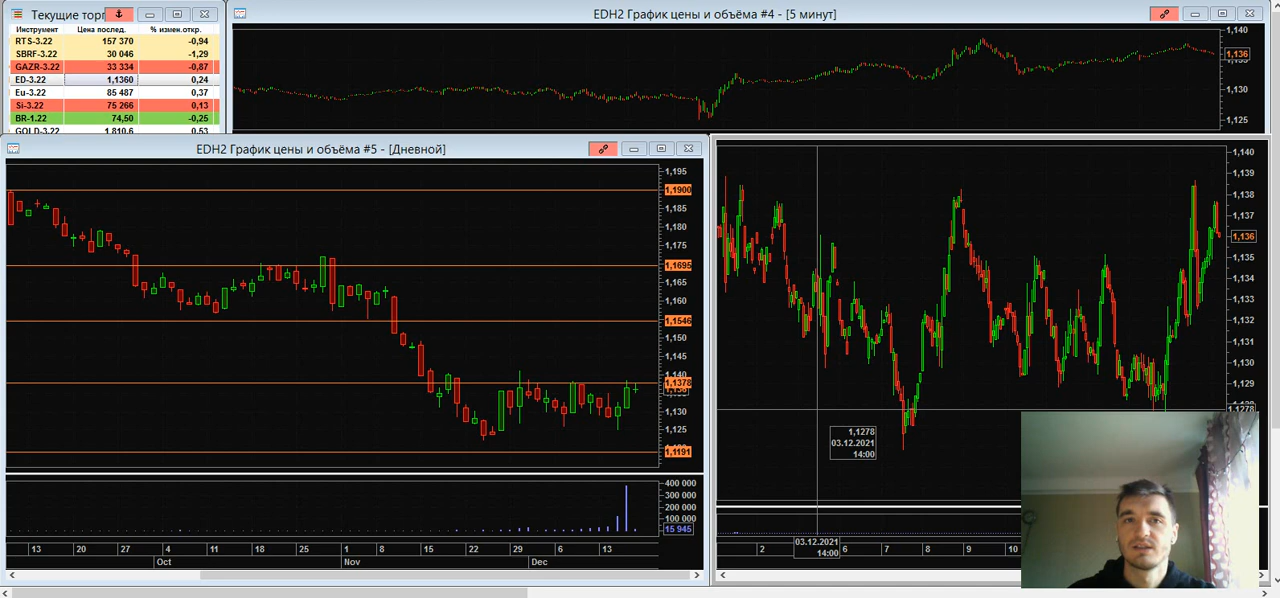 Текущие торг
Инструмент Цена послед. % измен.откр.
RTS-3.22 157 370 -0,94
SBRF-3.22 30 046 -1,29
GAZR-3.22 33 334 -0,87
ED-3.22 1,1360 0,24
Eu-3.22 85 487 0,37
Si-3.22 75 266 0,13
BR-1.22 74,50 -0,25
GOLD-3.22 1 810,6 0,53
EDH2 График цены и объёма #4 - [5 минут]
1,140
1,136
1,130
1,125
EDH2 График цены и объёма #5 - [Дневной]
1,195
1,1900
1,185
1,180
1,175
1,1695
1,165
1,160
1,1546
1,150
1,145
1,140
1,1378
1,130
1,125
1,1191
400 000
300 000
200 000
100 000
15 945
13 20 27 4 11 18 25 1 8 15 22 29 6 13
Oct Nov Dec
1,140
1,139
1,138
1,137
1,136
1,134
1,133
1,132
1,131
1,130
1,129
1,1278
1,1278
03.12.2021
14:00
2 03.12.2021 6 7 8 9 10
14:00